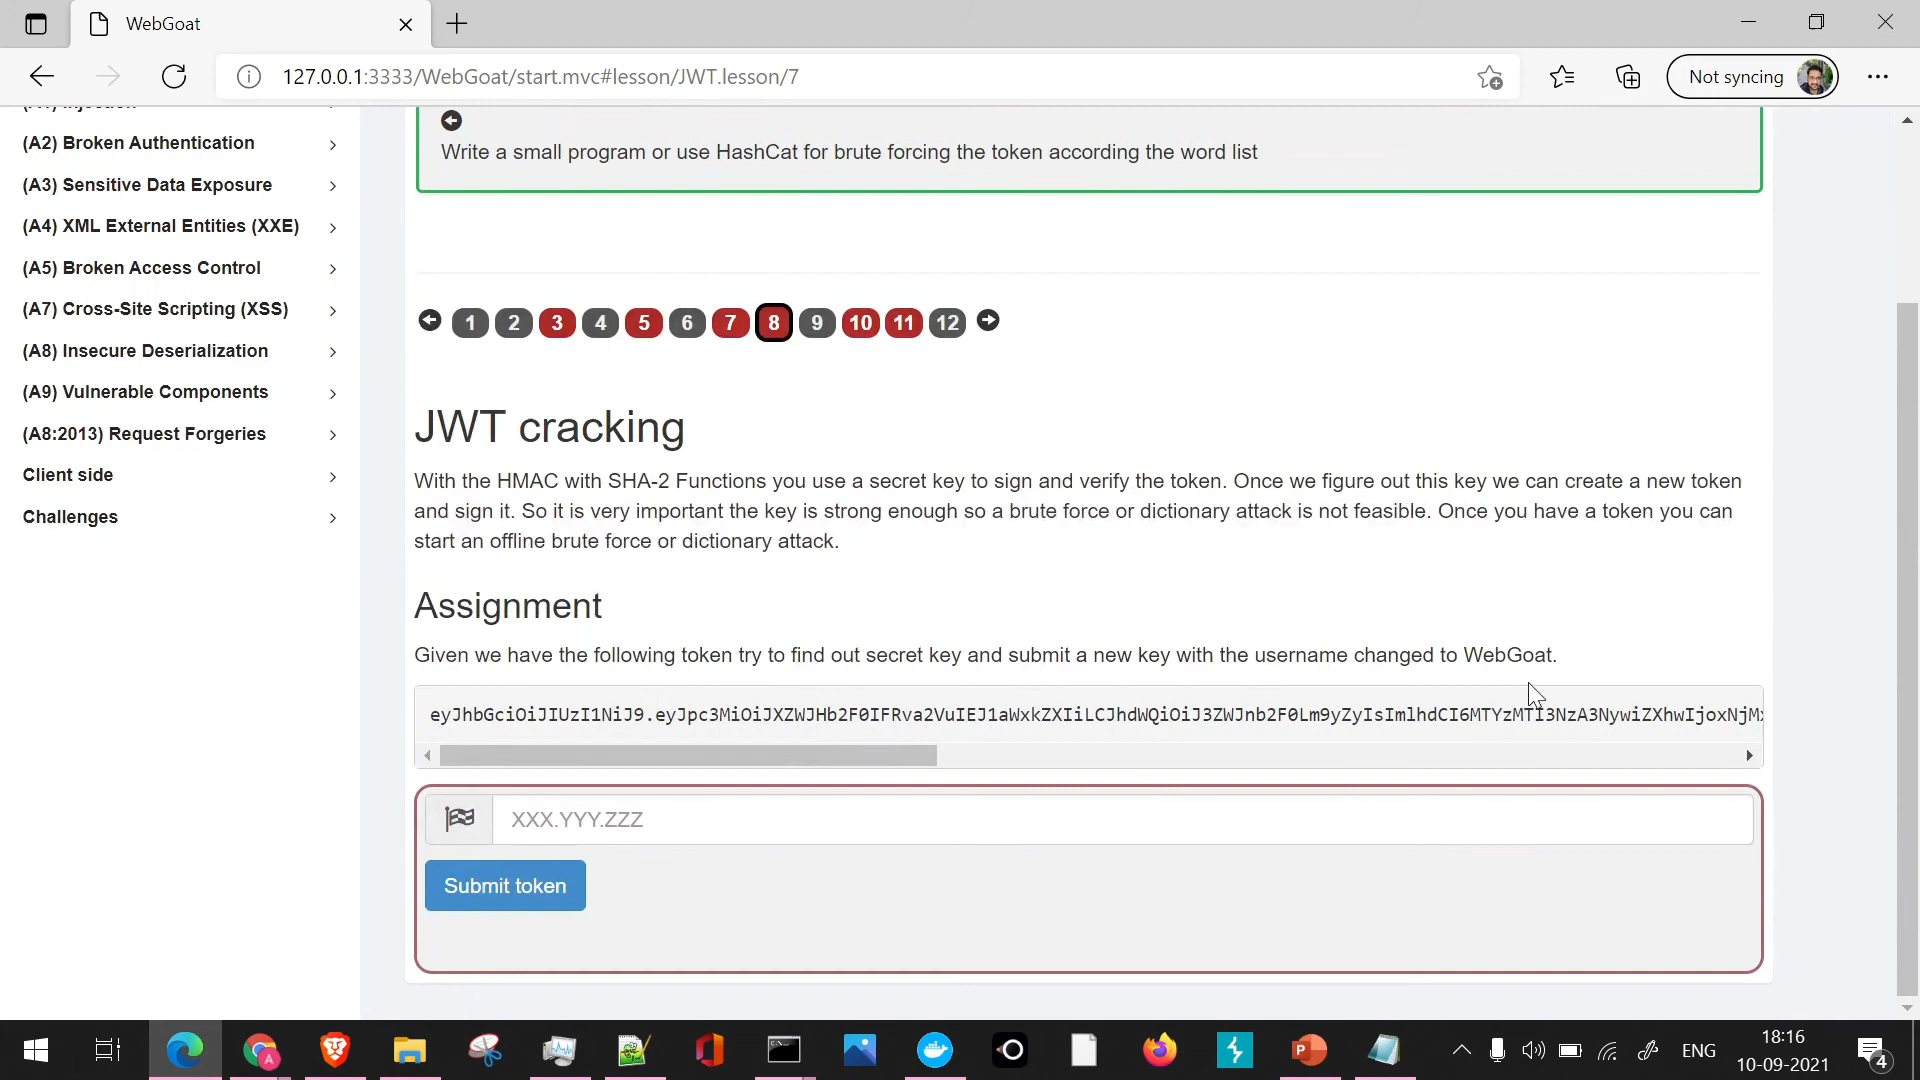 WebGoat
127.0.0.1:3333/WebGoat/start.mvc#lesson/JWT.lesson/7
Not syncing
(A2) Broken Authentication
(A3) Sensitive Data Exposure
(A4) XML External Entities (XXE)
(A5) Broken Access Control
(A7) Cross-Site Scripting (XSS)
(A8) Insecure Deserialization
(A9) Vulnerable Components
(A8:2013) Request Forgeries
Client side
Challenges
Write a small program or use HashCat for brute forcing the token according the word list
1 2 3 4 5 6 7 8 9 10 11 12
JWT cracking
With the HMAC with SHA-2 Functions you use a secret key to sign and verify the token. Once we figure out this key we can create a new token
and sign it. So it is very important the key is strong enough so a brute force or dictionary attack is not feasible. Once you have a token you can
start an offline brute force or dictionary attack.
Assignment
Given we have the following token try to find out secret key and submit a new key with the username changed to WebGoat.
eyJhbGciOiJIUzI1NiJ9.eyJpc3MiOiJXZWJHb2F0IFRva2VuIEJ1aWxkZXIiLCJhdWQiOiJ3ZWJnb2F0Lm9yZyIsImlhdCI6MTYzMTI3NzA3NywiZXhwIjoxNjMx
XXX.YYY.ZZZ
Submit token
ENG
18:16
10-09-2021
4